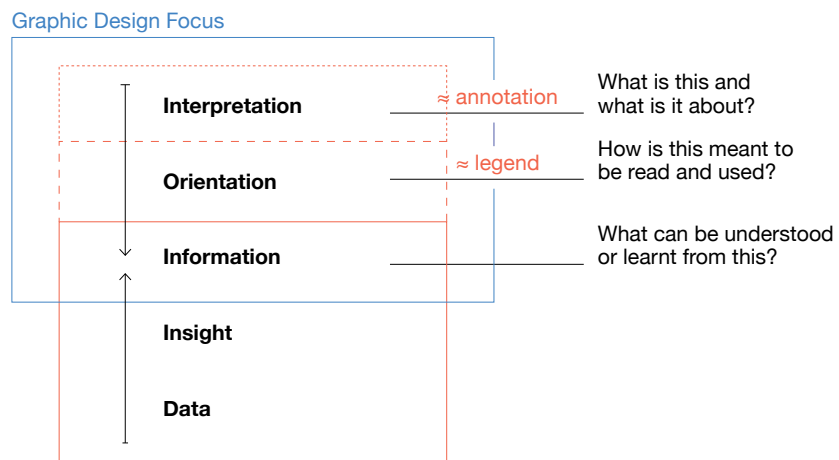 Graphic Design Focus
Interpretation
≈ annotation
What is this and
what is it about?
Orientation
≈ legend
How is this meant to
be read and used?
Information
What can be understood
or learnt from this?
Insight
Data